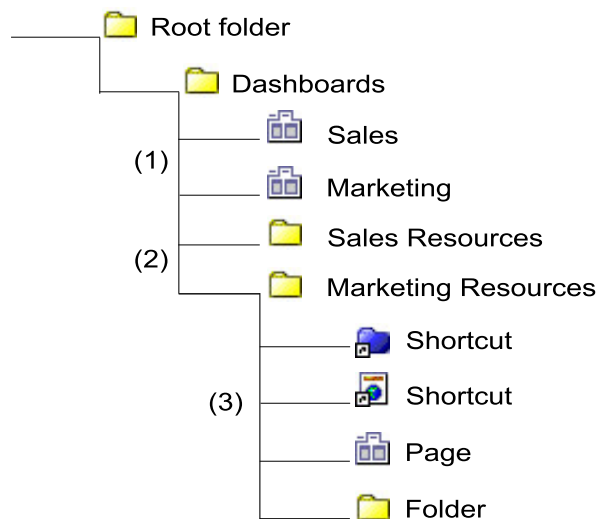 Root folder
Dashboards
Sales
(1)
Marketing
Sales Resources
(2)
Marketing Resources
Shortcut
Shortcut
(3)
Page
Folder